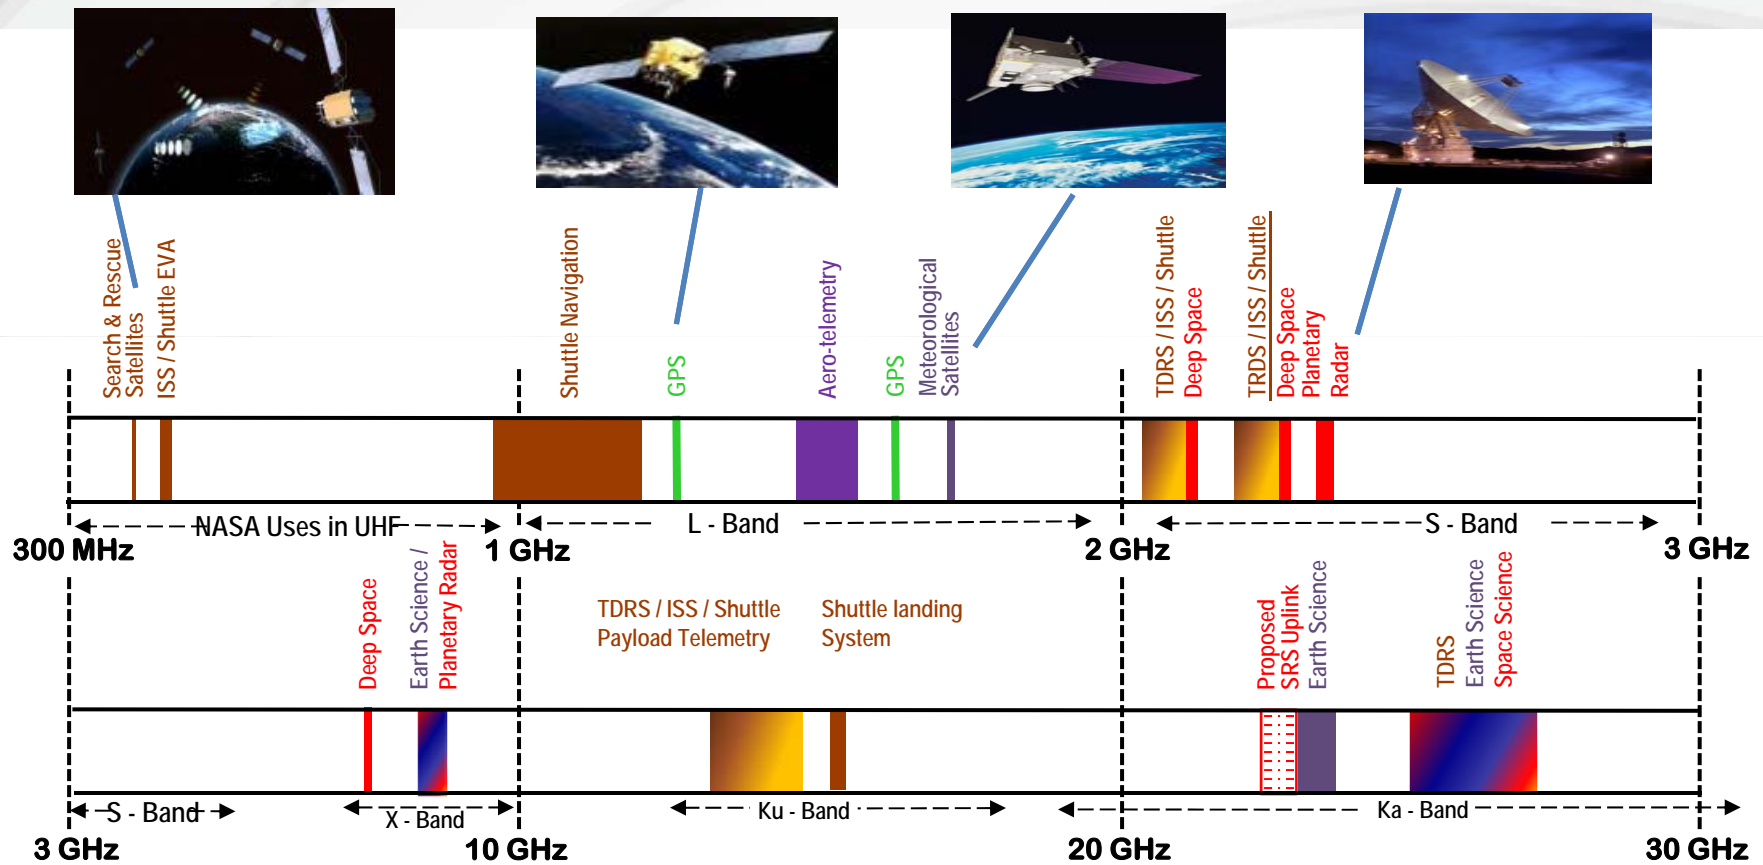 Search & Rescue
Satellites
ISS / Shuttle EVA
Shuttle Navigation
GPS
Aero-telemetry
GPS
Meteorological
Satellites
TDRS / ISS / Shuttle
Deep Space
TRDS / ISS / Shuttle
Deep Space
Planetary
Radar
NASA Uses in UHF
L - Band
S - Band
300 MHz
1 GHz
2 GHz
3 GHz
Deep Space
Earth Science /
Planetary Radar
TDRS / ISS / Shuttle
Payload Telemetry
Shuttle landing
System
Proposed
SRS Uplink
Earth Science
TDRS
Earth Science
Space Science
S - Band
X - Band
Ku - Band
Ka - Band
3 GHz
10 GHz
20 GHz
30 GHz